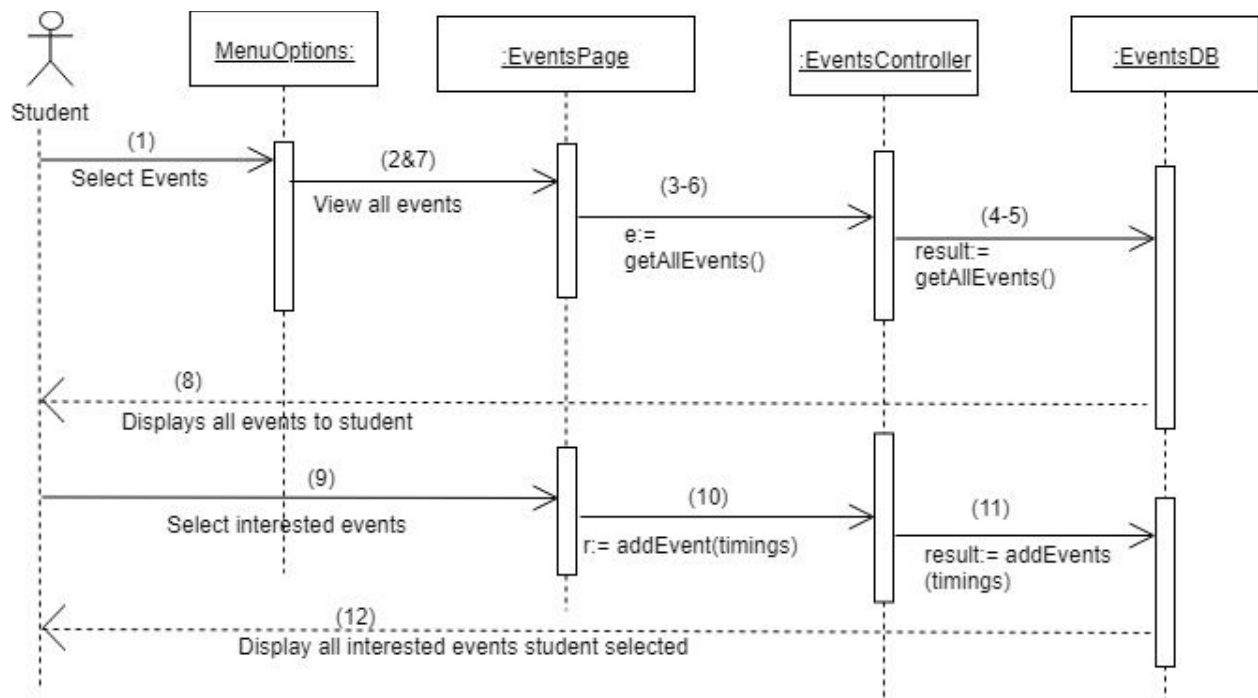 MenuOptions:
:EventsPage
:EventsController
:EventsDB
Student
(1)
Select Events
(2&7)
View all events
(3-6)
e:=
getAllEvents()
(4-5)
result:=
getAllEvents()
(8)
Displays all events to student
(9)
Select interested events
(10)
r:= addEvent(timings)
(11)
result:= addEvents
(timings)
(12)
Display all interested events student selected